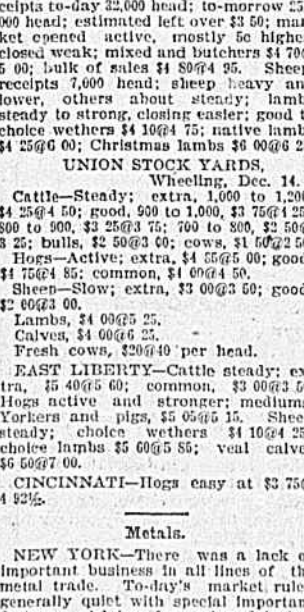 ceipts to-day 32,000 head; to-morrow 25,
000 head; estimated left over $3 50; mar
ket opened active, mostly 5c highe
closed weak; mixed and butchers $4 70@
5 00; bulk of sales $4 80@4 95. Sheep
receipts 7,000 head; sheep heavy an
lower, others about steady; lamb
steady to strong, closing easier; good t
choice wethers $4 10@4 75; native lamb
$4 25@6 00; Christmas lambs $6 00@6 2
UNION STOCK YARDS,
Wheeling, Dec. 14.
Cattle—Steady; extra, 1,000 to 1,200
$4 25@4 50; good, 900 to 1,000, $3 75@4 25
800 to 900, $3 25@3 75; 700 to 800, $2 50@
3 25; bulls, $2 50@3 00; cows, $1 50@2 50
Hogs—Active; extra, $4 85@5 00; good
$4 75@4 85; common, $4 00@4 50.
Sheep—Slow; extra, $3 00@3 50; good
$2 00@3 00.
Lambs, $4 00@5 25.
Calves, $4 00@6 25.
Fresh cows, $20@40 per head.
EAST LIBERTY—Cattle steady; ex
tra, $5 40@5 60; common, $3 00@3 5
Hogs active and stronger; mediums
Yorkers and pigs, $5 05@5 15. Shee
steady; choice wethers $4 10@4 25
choice lambs $5 60@5 85; veal calve
$6 50@7 00.
CINCINNATI—Hogs easy at $3 75@
4 92½.
Metals.
NEW YORK—There was a lack o
important business in all lines of th
metal trade. To-day's market rule
generally quiet with special importa